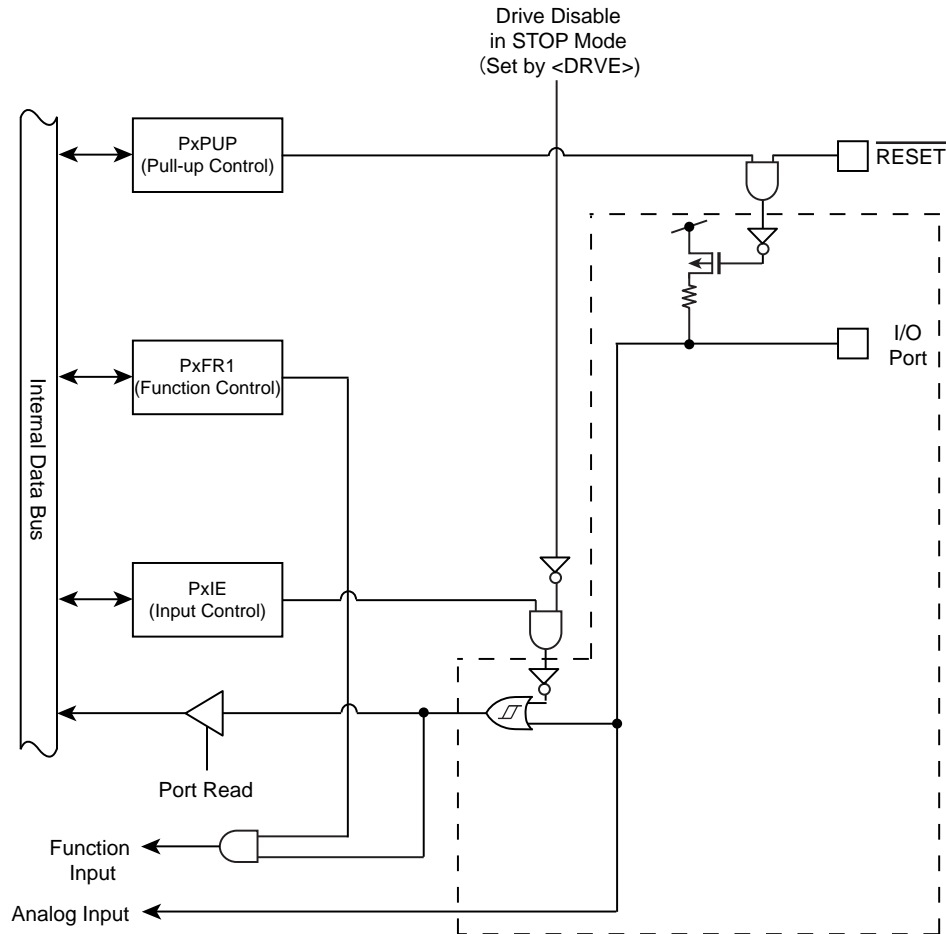 Drive Disable
in STOP Mode
(Set by <DRVE>)
PxPUP
(Pull-up Control)
RESET
I/O
Port
PxFR1
(Function Control)
Internal Data Bus
PxIE
(Input Control)
Port Read
Function
Input
Analog Input